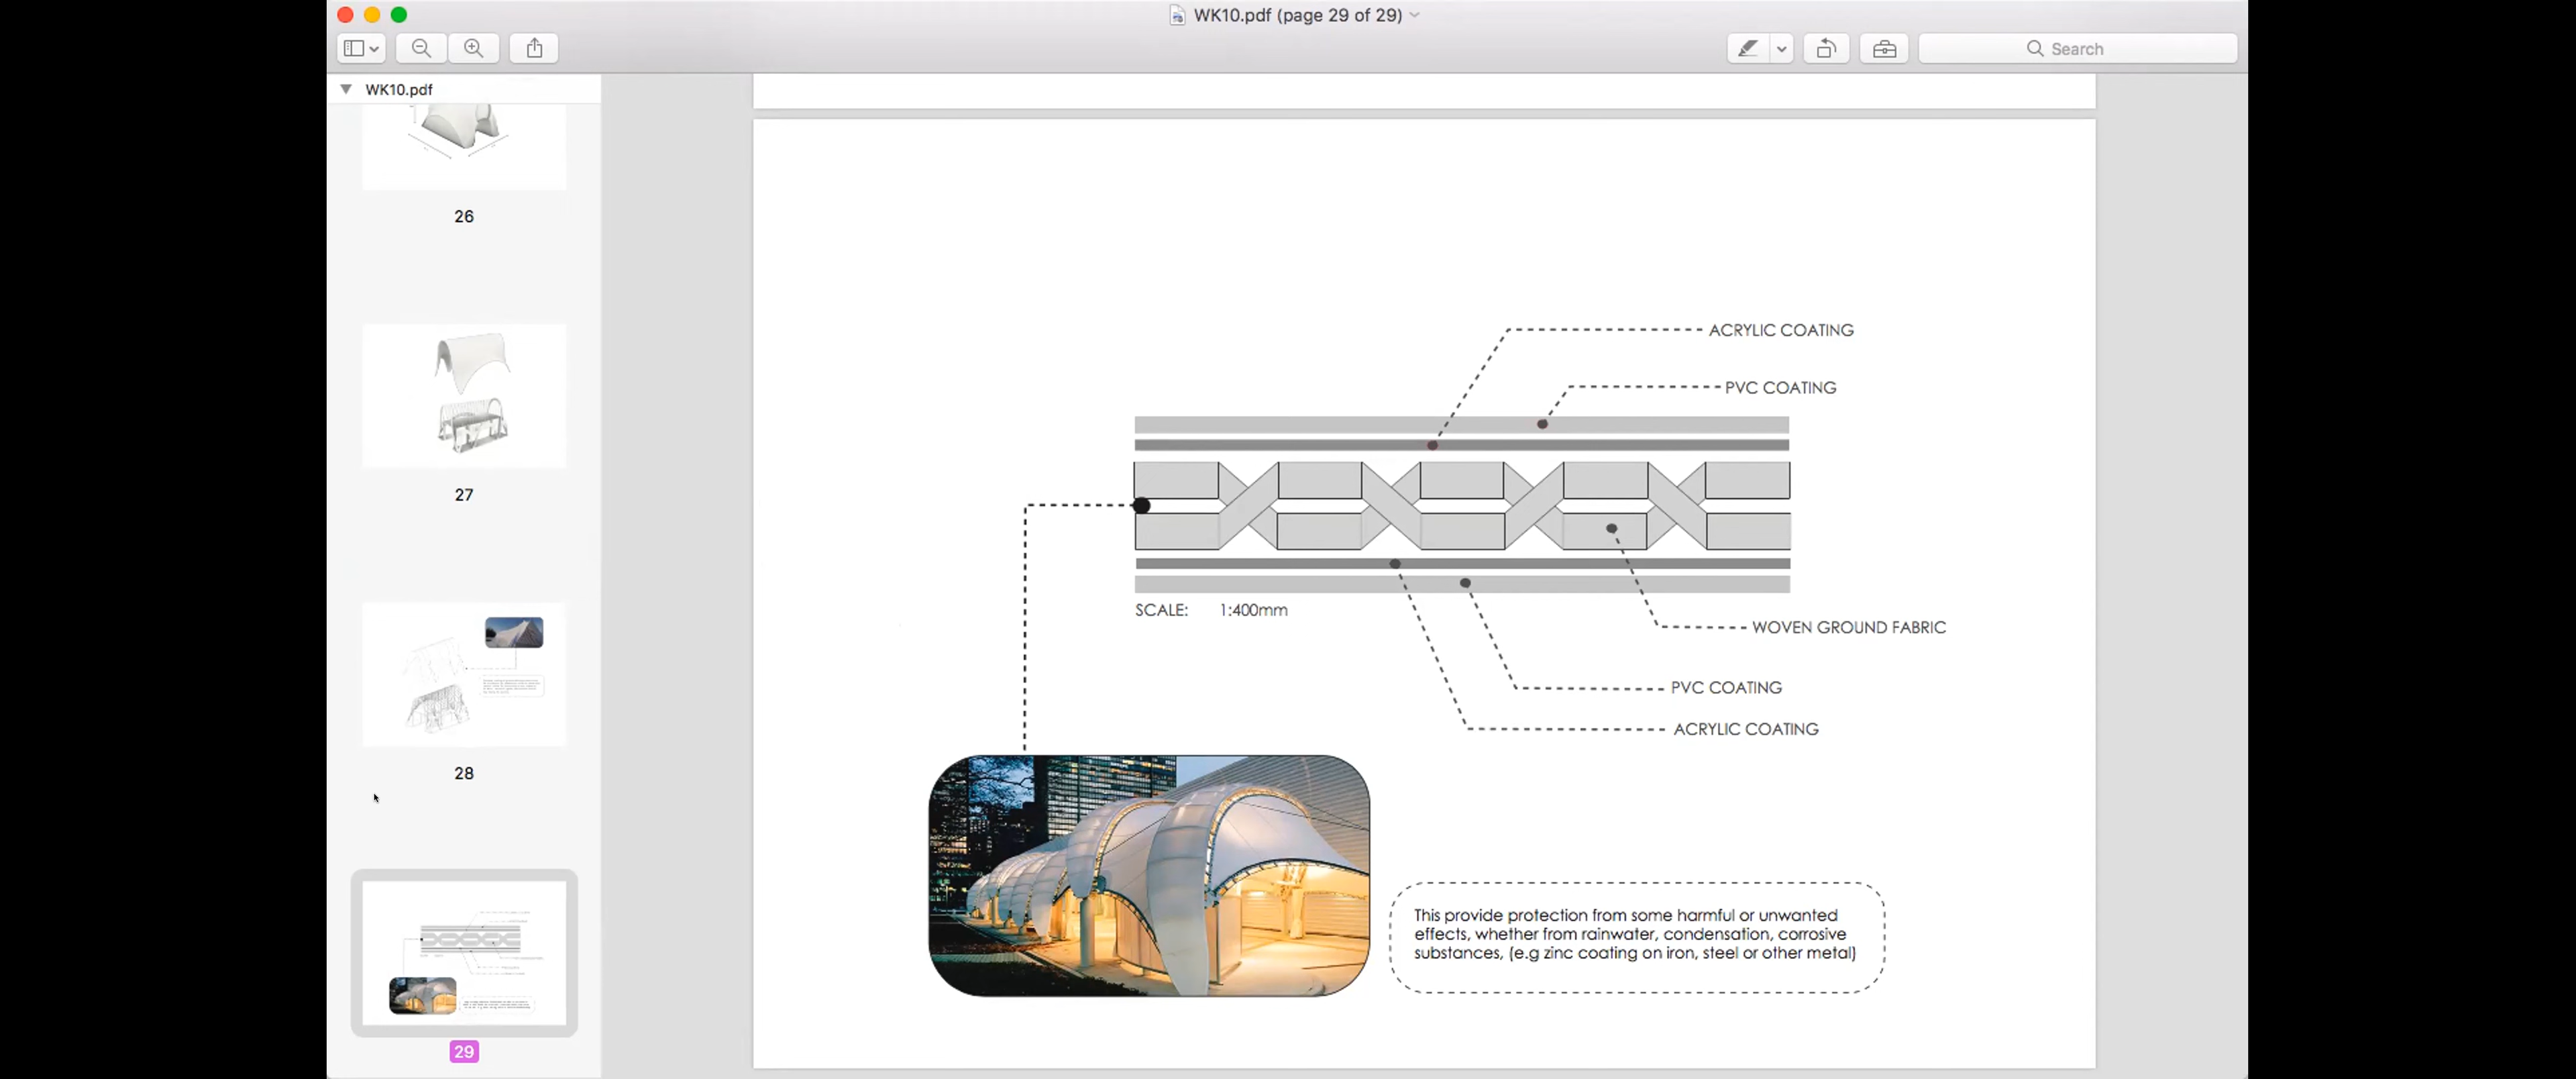 WK10.pdf (page 29 of 29)
Search
WK10.pdf
26
27
28
29
ACRYLIC COATING
PVC COATING
SCALE: 1:400mm
WOVEN GROUND FABRIC
PVC COATING
ACRYLIC COATING
This provide protection from some harmful or unwanted
effects, whether from rainwater, condensation, corrosive
substances, (e.g zinc coating on iron, steel or other metal)